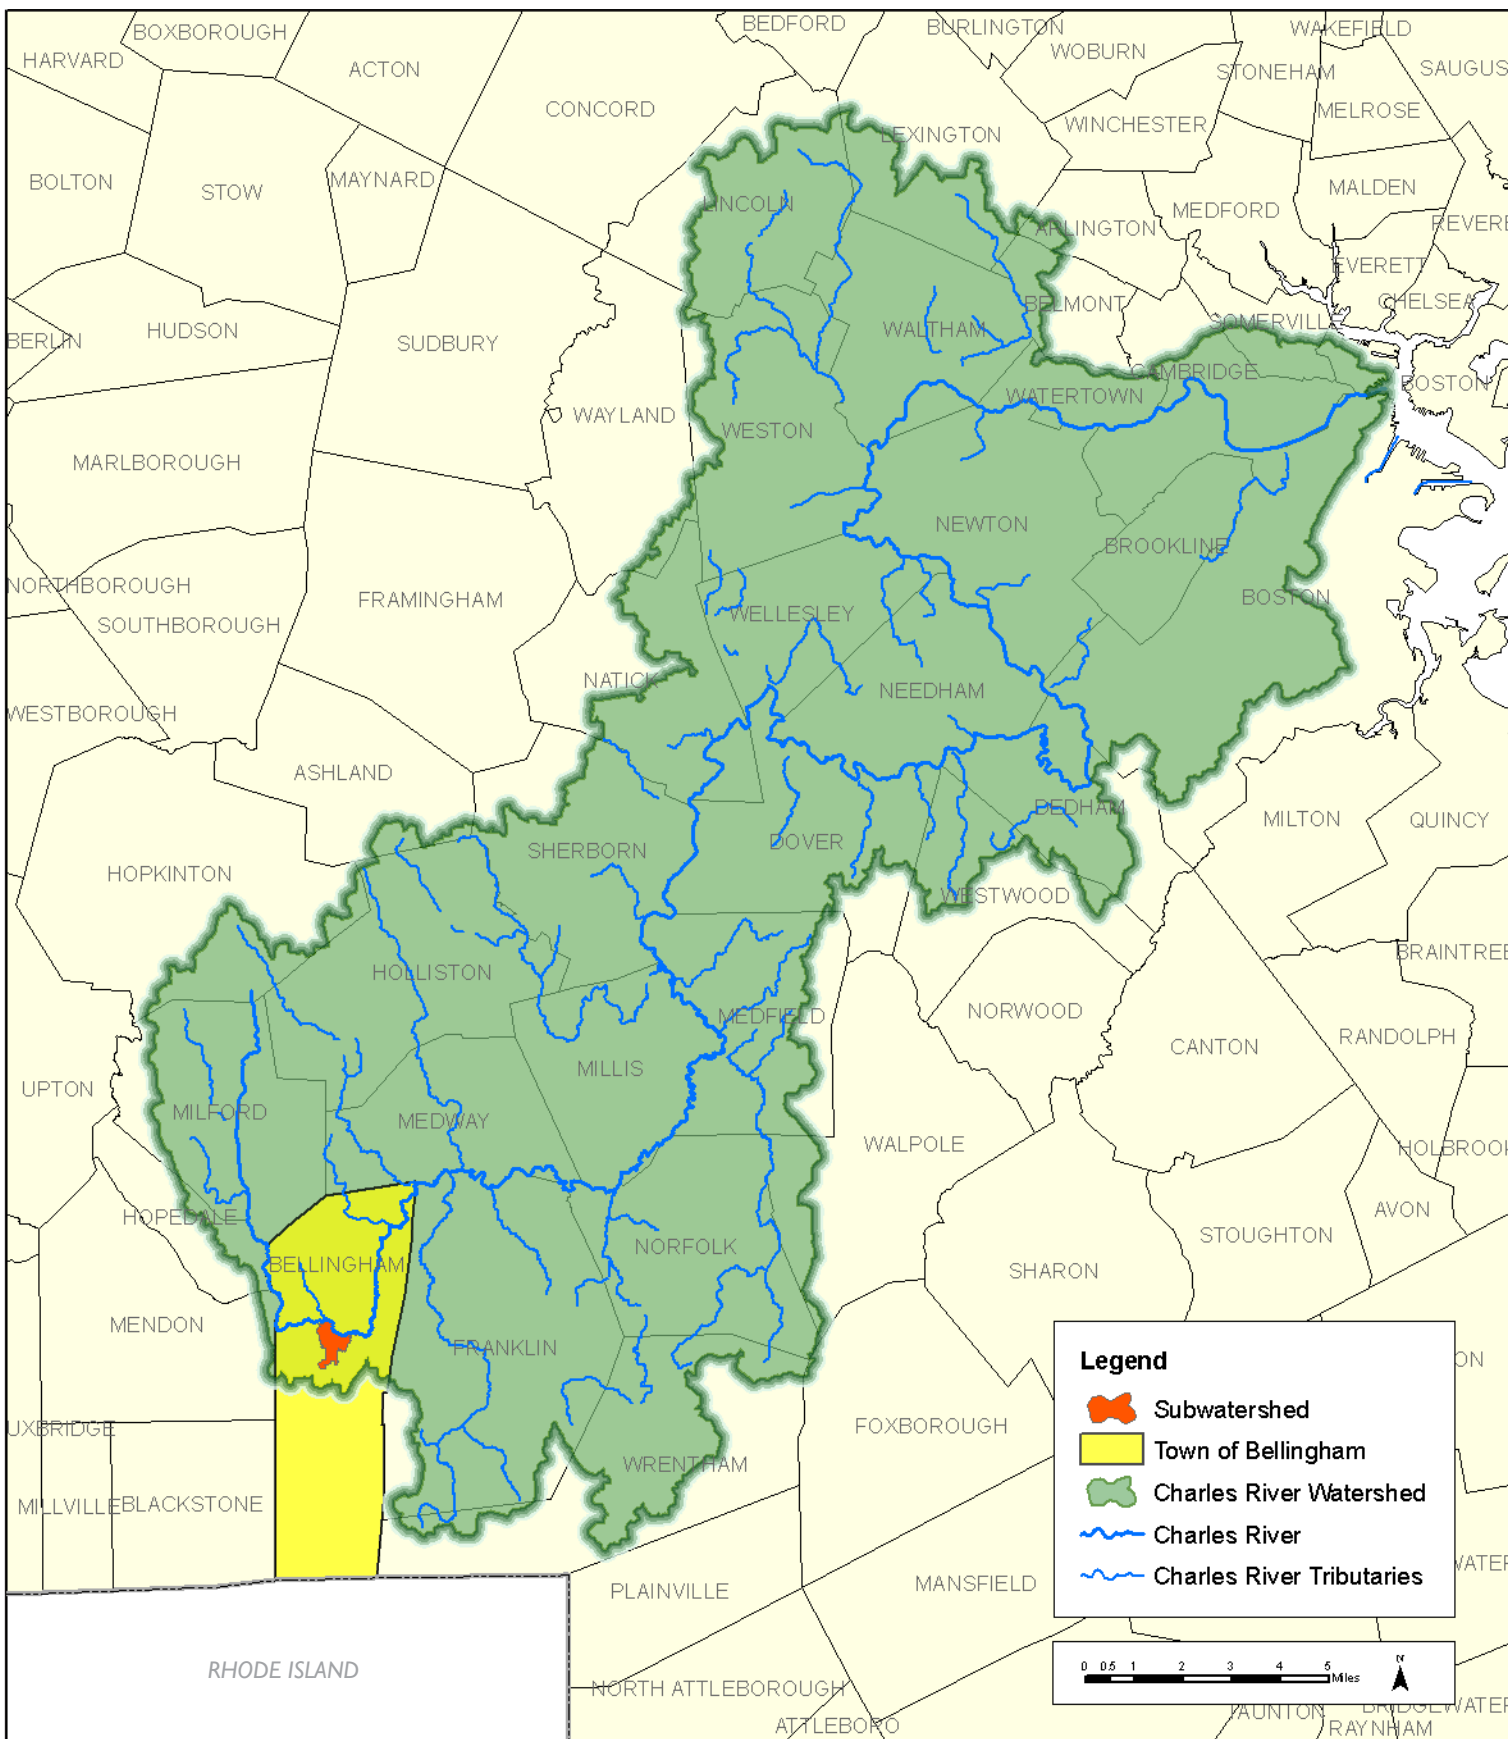 BEDFORD
BURLINGTON
WAKEFIELD
BOXBOROUGH
HARVARD
ACTON
WOBURN
STONEHAM
SAUGUS
CONCORD
MELROSE
LEXINGTON
WINCHESTER
BOLTON
STOW
MAYNARD
MALDEN
LINCOLN
MEDFORD
REVERE
ARLINGTON
EVERETT
BELMONT
CHELSEA
BERLIN
HUDSON
SUDBURY
WALTHAM
SOMERVILLE
CAMBRIDGE
BOSTON
WATERTOWN
WAYLAND
WESTON
MARLBOROUGH
NEWTON
BROOKLINE
NORTHBOROUGH
FRAMINGHAM
BOSTON
SOUTHBOROUGH
WELLESLEY
NATICK
NEEDHAM
WESTBOROUGH
ASHLAND
DEDHAM
MILTON
QUINCY
DOVER
SHERBORN
HOPKINTON
WESTWOOD
BRAINTREE
HOLLISTON
NORWOOD
MEDFIELD
RANDOLPH
CANTON
MILLIS
UPTON
MILFORD
MEDWAY
WALPOLE
HOLBROOK
HOPEDALE
AVON
STOUGHTON
NORFOLK
BELLINGHAM
SHARON
MENDON
FRANKLIN
Legend
ON
Subwatershed
UXBRIDGE
FOXBOROUGH
Town of Bellingham
WRENTHAM
Charles River Watershed
MILLVILLE
BLACKSTONE
Charles River
WATER
PLAINVILLE
MANSFIELD
Charles River Tributaries
RHODE ISLAND
N
0 0.5 1 2 3 4 5
Miles
NORTH ATTLEBOROUGH
BRIDGEWATER
TAUNTON
ATTLEBORO
RAYNHAM